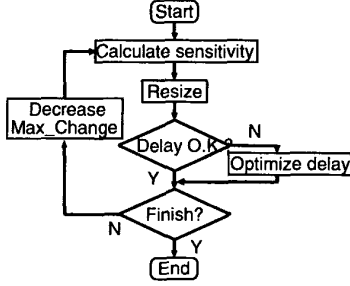 Start
Calculate sensitivity
Resize
Decrease
Max_Change
Delay O.K.?
N
Optimize delay
Y
Finish?
N
Y
End